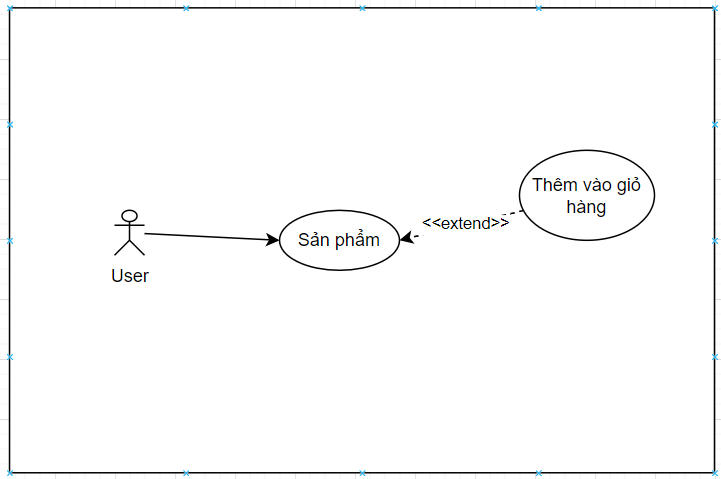 Thêm vào giỏ
hàng
<<extend>>
Sản phẩm
User